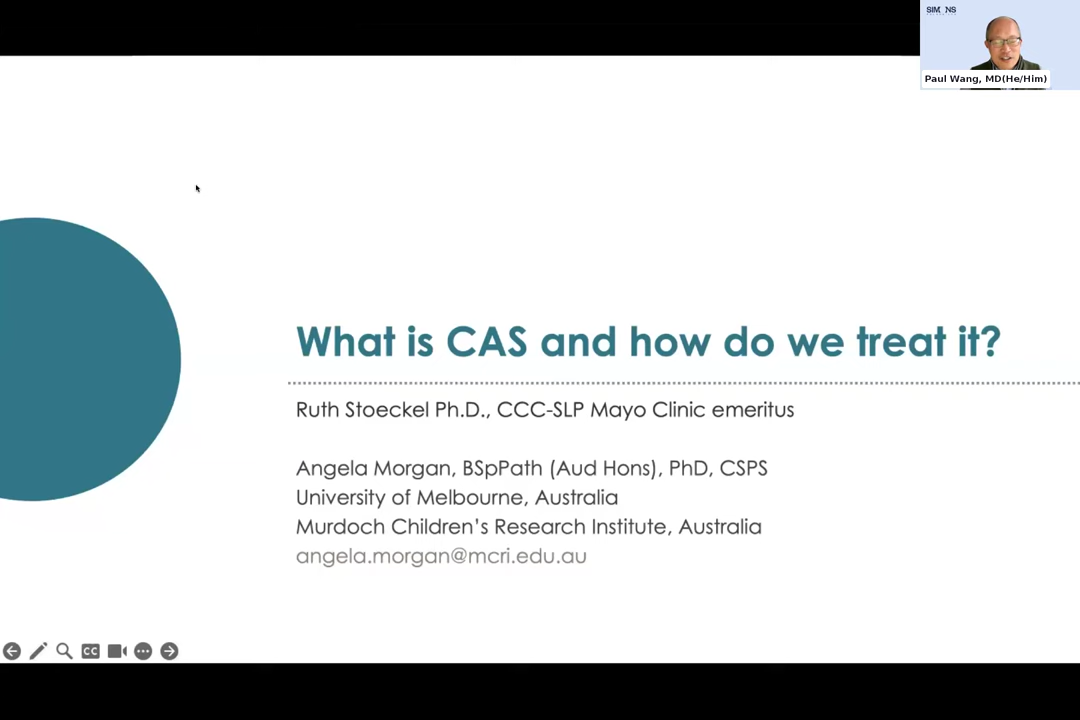 SIMONS
Paul Wang, MD(He/Him)
What is CAS and how do we treat it?
Ruth Stoeckel Ph.D., CCC-SLP Mayo Clinic emeritus
Angela Morgan, BSpPath (Aud Hons), PhD, CSPS
University of Melbourne, Australia
Murdoch Children's Research Institute, Australia
angela.morgan@mcri.edu.au
CC